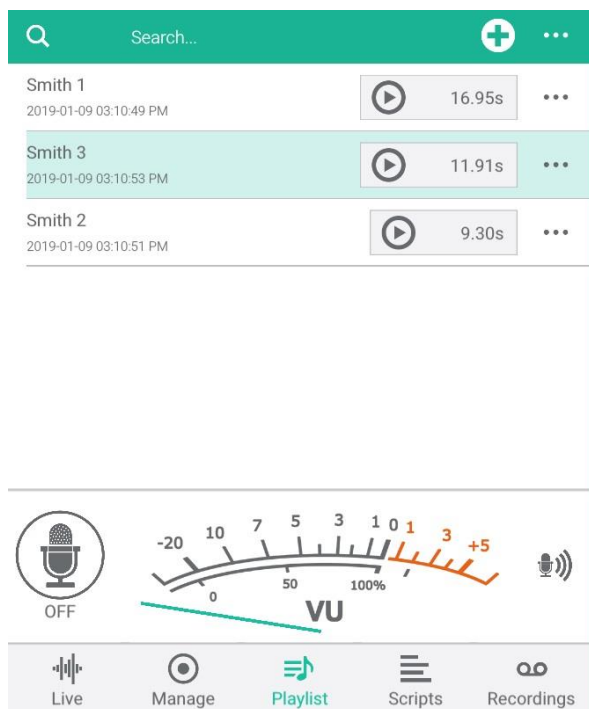 Search...
Smith 1
2019-01-09 03:10:49 PM
16.95s
Smith 3
2019-01-09 03:10:53 PM
11.91s
Smith 2
2019-01-09 03:10:51 PM
9.30s
-20 10 7 5 3 1 0 1 3 +5
0 50 100%
VU
OFF
Live Manage Playlist Scripts Recordings